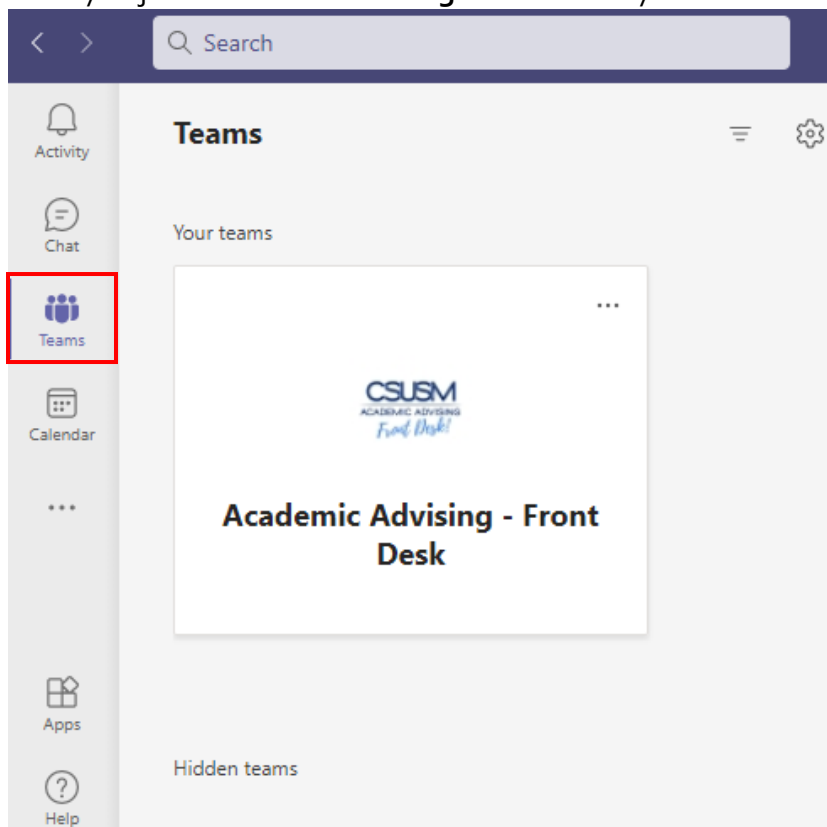 Search
Activity
Teams
Your teams
Chat
...
Teams
CSUSM
ACADEMIC ADVISING
Front Desk!
Calendar
Academic Advising - Front
Desk
Apps
Hidden teams
Help